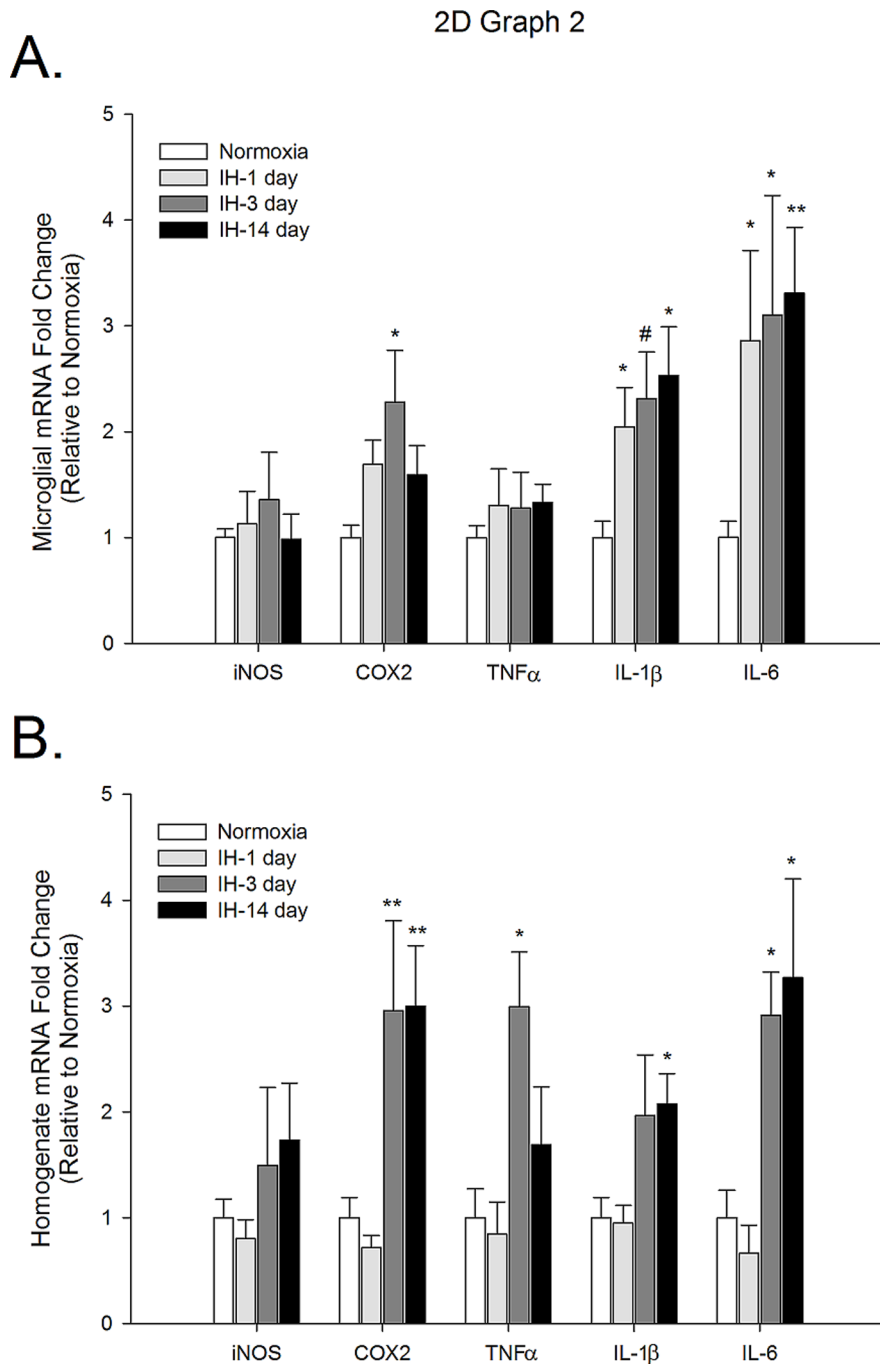 2D Graph 2
A.
Microglial mRNA Fold Change
(Relative to Normoxia)
5
4
3
2
1
0
Normoxia
IH-1 day
IH-3 day
IH-14 day
*
* # *
* * **
iNOS COX2 TNFα IL-1β IL-6
B.
Homogenate mRNA Fold Change
(Relative to Normoxia)
5
4
3
2
1
0
Normoxia
IH-1 day
IH-3 day
IH-14 day
** **
*
*
* *
iNOS COX2 TNFα IL-1β IL-6